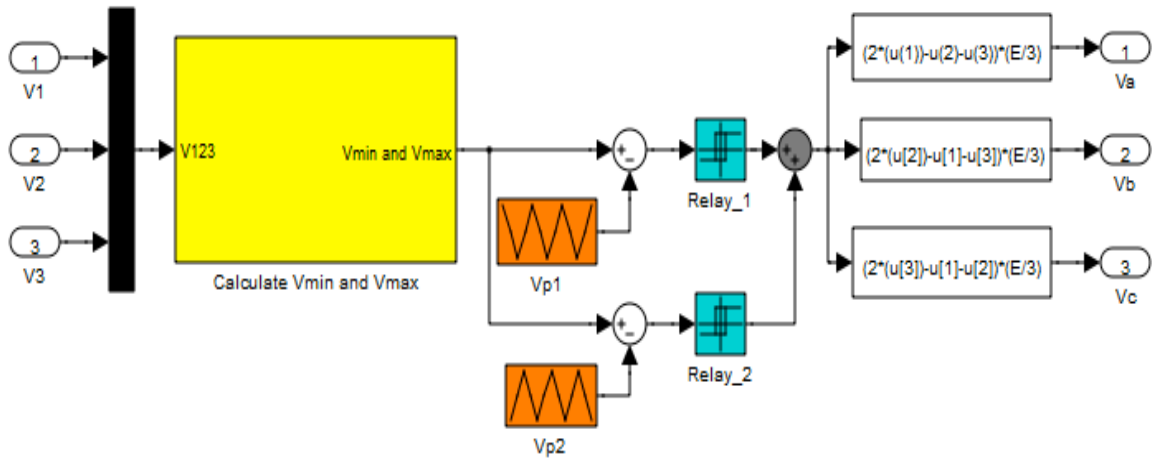 1
V1
2
V2
3
V3
V123
Vmin and Vmax
Calculate Vmin and Vmax
+
-
Vp1
Relay_1
+
+
+
-
Vp2
Relay_2
(2*(u(1))-u(2)-u(3))*(E/3)
1
Va
(2*(u[2])-u[1]-u[3])*(E/3)
2
Vb
(2*(u[3])-u[1]-u[2])*(E/3)
3
Vc